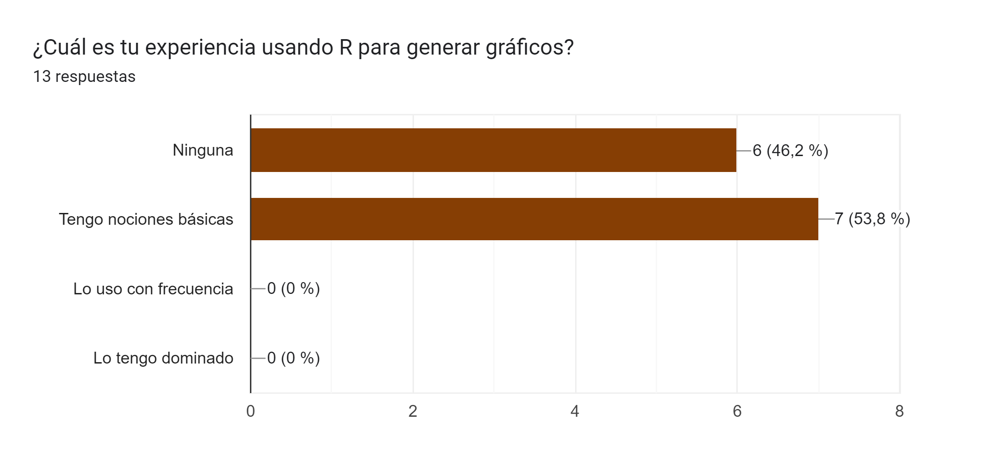 ¿Cuál es tu experiencia usando R para generar gráficos?
13 respuestas
Ninguna
6 (46,2 %)
Tengo nociones básicas
7 (53,8 %)
Lo uso con frecuencia
0 (0 %)
Lo tengo dominado
0 (0 %)
0 2 4 6 8